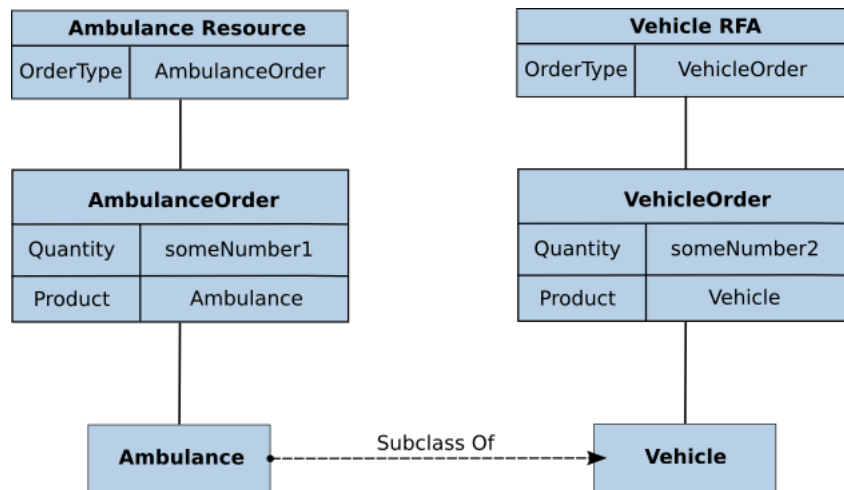 Ambulance Resource
OrderType AmbulanceOrder
Vehicle RFA
OrderType VehicleOrder
AmbulanceOrder
Quantity someNumber1
Product Ambulance
VehicleOrder
Quantity someNumber2
Product Vehicle
Ambulance
Subclass Of
Vehicle